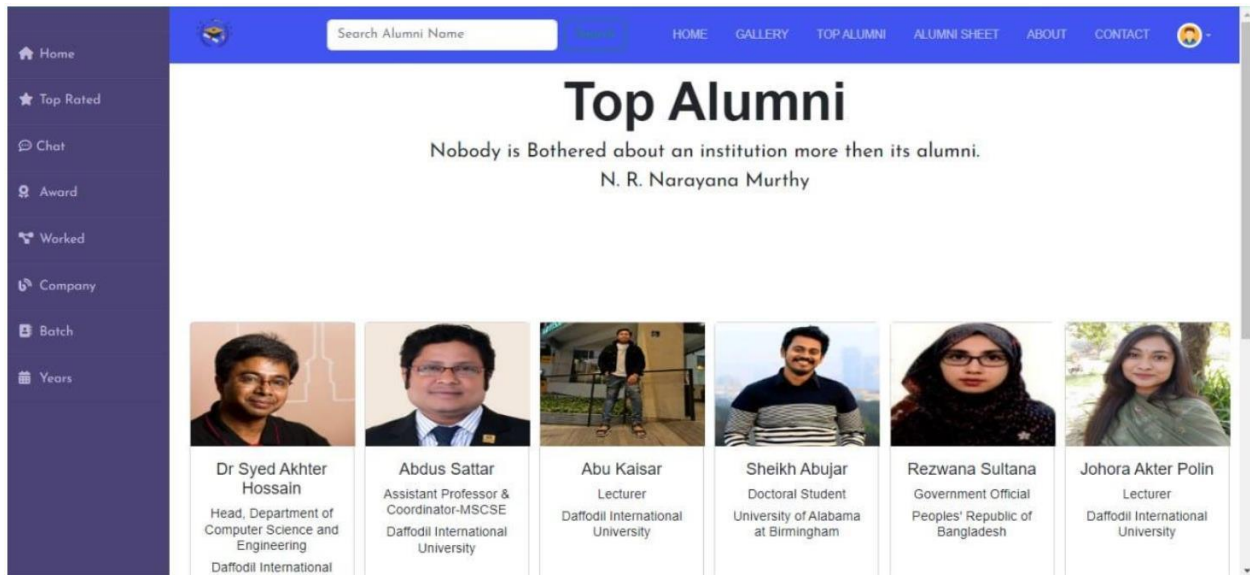 Search Alumni Name
Search
HOME
GALLERY
TOP ALUMNI
ALUMNI SHEET
ABOUT
CONTACT
Home
Top Rated
Chat
Award
Worked
Company
Batch
Years
Top Alumni
Nobody is Bothered about an institution more then its alumni.
N. R. Narayana Murthy
Dr Syed Akhter
Hossain
Head, Department of
Computer Science and
Engineering
Daffodil International
Abdus Sattar
Assistant Professor &
Coordinator-MSCSE
Daffodil International
University
Abu Kaisar
Lecturer
Daffodil International
University
Sheikh Abujar
Doctoral Student
University of Alabama
at Birmingham
Rezwana Sultana
Government Official
Peoples' Republic of
Bangladesh
Johora Akter Polin
Lecturer
Daffodil International
University